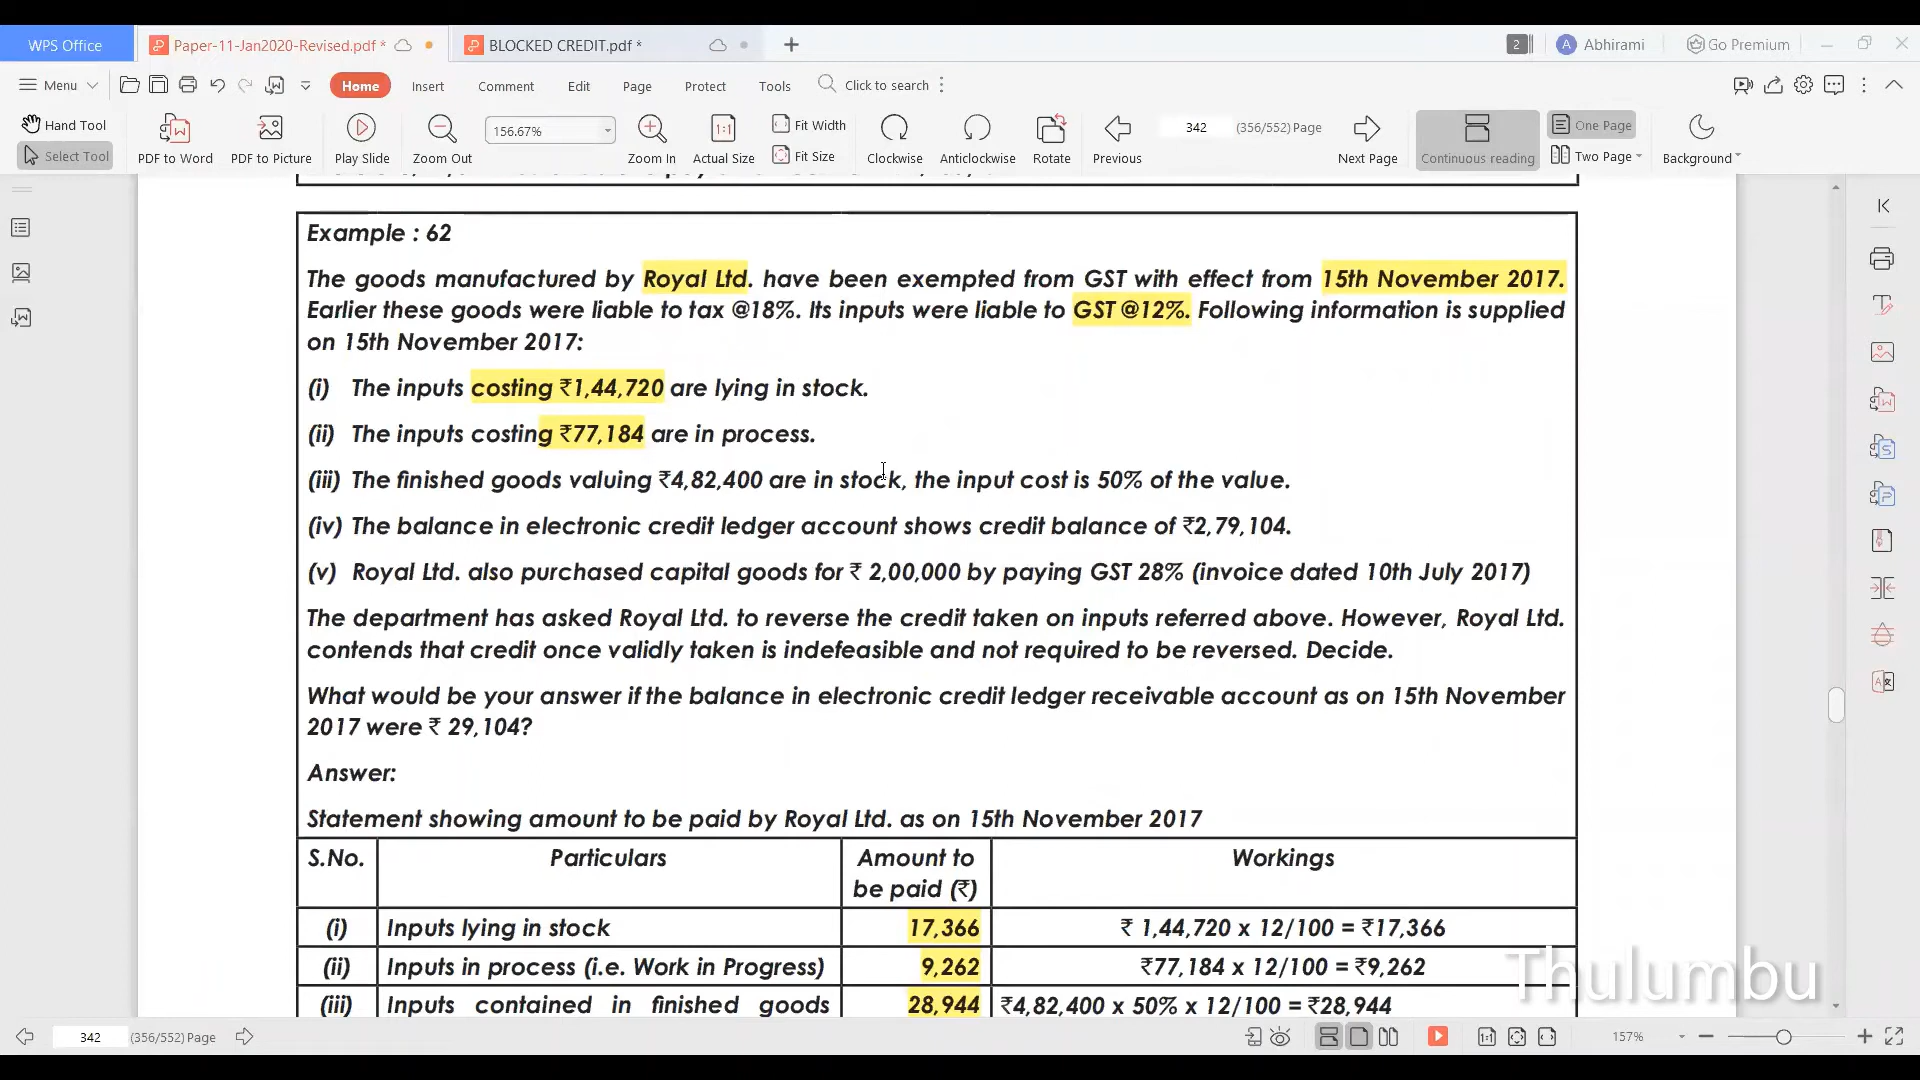 WPS Office
Paper-11-Jan2020-Revised.pdf *
BLOCKED CREDIT.pdf *
2
A
Abhirami
Go Premium
Menu
Home
Insert
Comment
Edit
Page
Protect
Tools
Click to search
Hand Tool
Select Tool
PDF to Word
PDF to Picture
Play Slide
Zoom Out
156.67%
Zoom In
1:1
Actual Size
Fit Width
Fit Size
Clockwise
Anticlockwise
Rotate
Previous
342
(356/552) Page
Next Page
Continuous reading
One Page
Two Page
Background
Example : 62
The goods manufactured by Royal Ltd. have been exempted from GST with effect from 15th November 2017.
Earlier these goods were liable to tax @18%. Its inputs were liable to GST @12%. Following information is supplied
on 15th November 2017:
(i) The inputs costing ₹1,44,720 are lying in stock.
(ii) The inputs costing ₹77,184 are in process.
(iii) The finished goods valuing ₹4,82,400 are in stock, the input cost is 50% of the value.
(iv) The balance in electronic credit ledger account shows credit balance of ₹2,79,104.
(v) Royal Ltd. also purchased capital goods for ₹ 2,00,000 by paying GST 28% (invoice dated 10th July 2017)
The department has asked Royal Ltd. to reverse the credit taken on inputs referred above. However, Royal Ltd.
contends that credit once validly taken is indefeasible and not required to be reversed. Decide.
What would be your answer if the balance in electronic credit ledger receivable account as on 15th November
2017 were ₹ 29,104?
Answer:
Statement showing amount to be paid by Royal Ltd. as on 15th November 2017
S.No. Particulars Amount to be paid (₹) Workings
(i) Inputs lying in stock 17,366 ₹ 1,44,720 x 12/100 = ₹17,366
(ii) Inputs in process (i.e. Work in Progress) 9,262 ₹77,184 x 12/100 = ₹9,262
(iii) Inputs contained in finished goods 28,944 ₹4,82,400 x 50% x 12/100 = ₹28,944
Thulumbu
342
(356/552) Page
1:1
157%